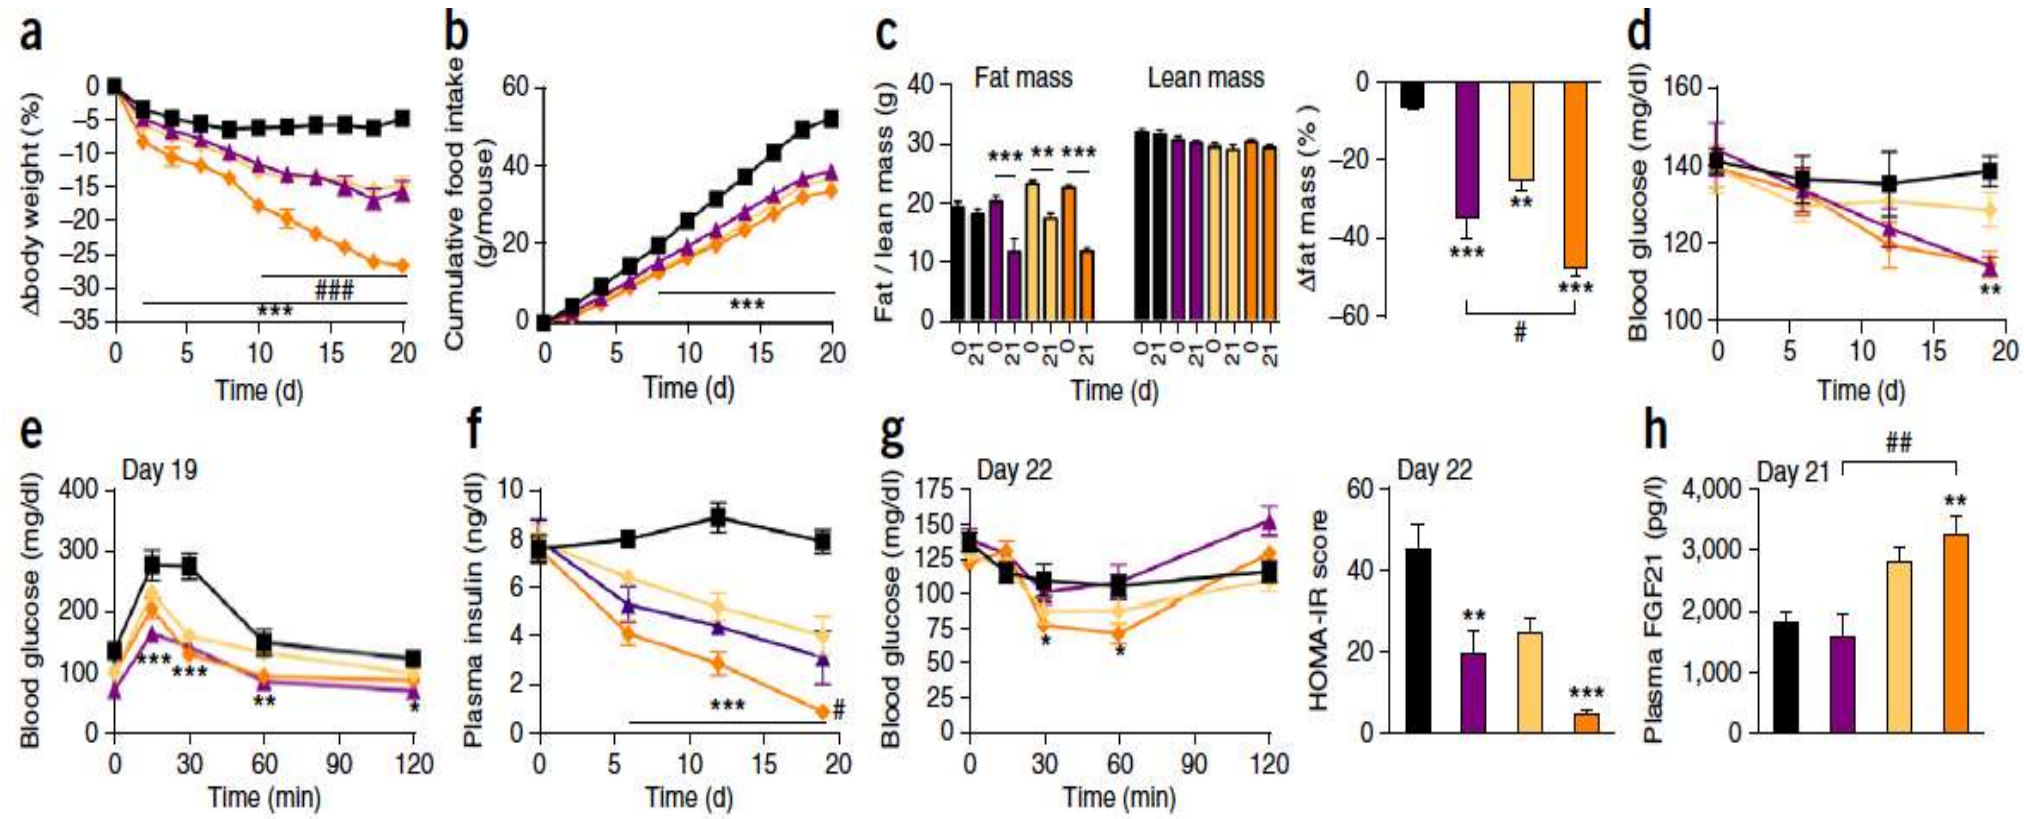 a
Δbody weight (%)
0
–5
–10
–15
–20
–25
–30
–35
###
***
0 5 10 15 20
Time (d)
b
Cumulative food intake
(g/mouse)
60
40
20
0
***
0 5 10 15 20
Time (d)
c
Fat / lean mass (g)
Fat mass
Lean mass
40
30
20
10
0
*** ** ***
0 21 0 21 0 21 0 21
0 21 0 21 0 21 0 21
Time (d)
Δfat mass (%)
0
–20
–40
–60
***
**
***
#
d
Blood glucose (mg/dl)
160
140
120
100
**
0 5 10 15 20
Time (d)
e
Day 19
Blood glucose (mg/dl)
400
300
200
100
0
***
***
**
*
0 30 60 90 120
Time (min)
f
Plasma insulin (ng/dl)
10
8
6
4
2
0
***
#
0 5 10 15 20
Time (d)
g
Day 22
Blood glucose (mg/dl)
175
150
125
100
75
50
25
0
*
*
0 30 60 90 120
Time (min)
Day 22
HOMA-IR score
60
40
20
0
**
***
h
Day 21
Plasma FGF21 (pg/l)
4,000
3,000
2,000
1,000
0
##
**